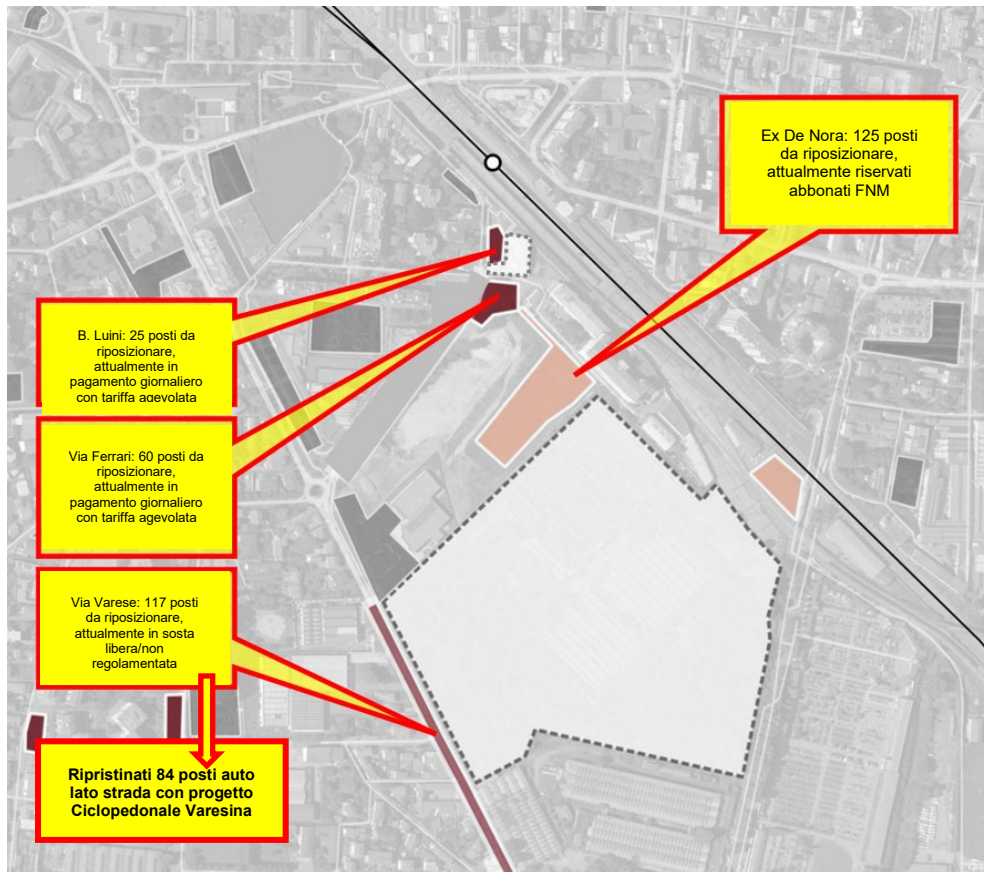 Ex De Nora: 125 posti
da riposizionare,
attualmente riservati
abbonati FNM
B. Luini: 25 posti da
riposizionare,
attualmente in
pagamento giornaliero
con tariffa agevolata
Via Ferrari: 60 posti da
riposizionare,
attualmente in
pagamento giornaliero
con tariffa agevolata
Via Varese: 117 posti
da riposizionare,
attualmente in sosta
libera/non
regolamentata
Ripristinati 84 posti auto
lato strada con progetto
Ciclopedonale Varesina